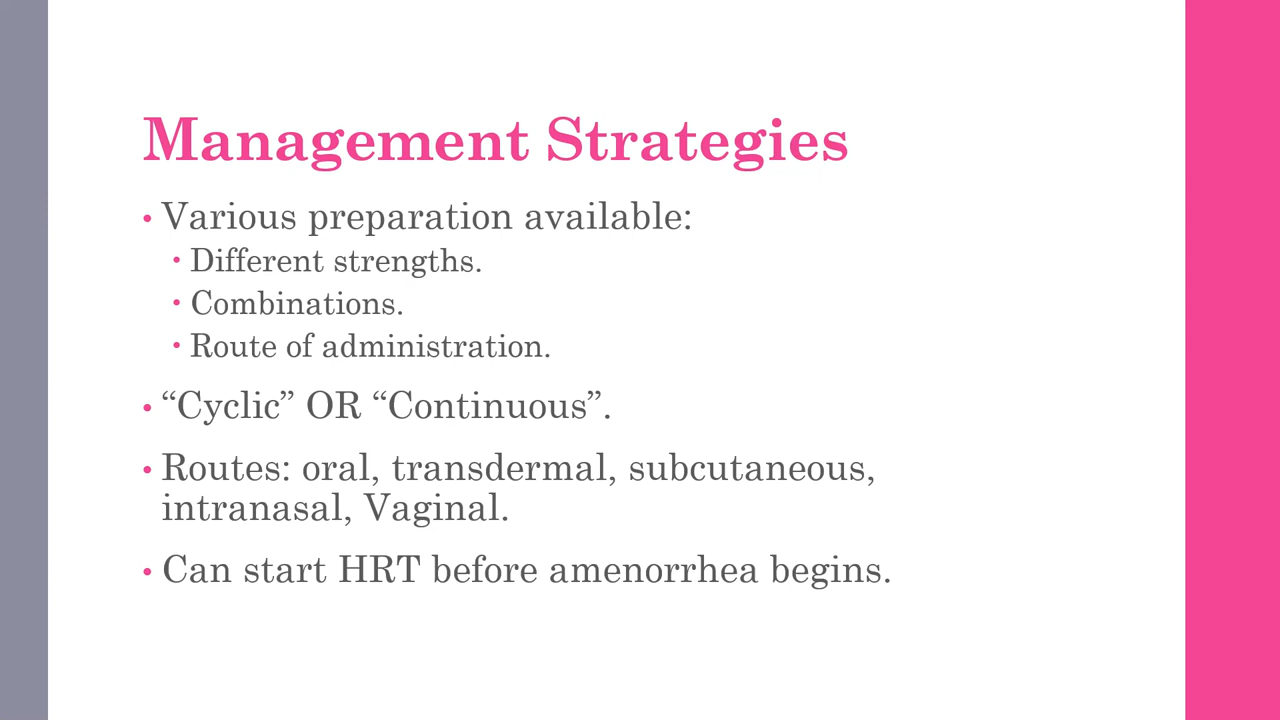 Management Strategies
• Various preparation available:
• Different strengths.
• Combinations.
• Route of administration.
• “Cyclic” OR “Continuous”.
• Routes: oral, transdermal, subcutaneous,
intranasal, Vaginal.
• Can start HRT before amenorrhea begins.